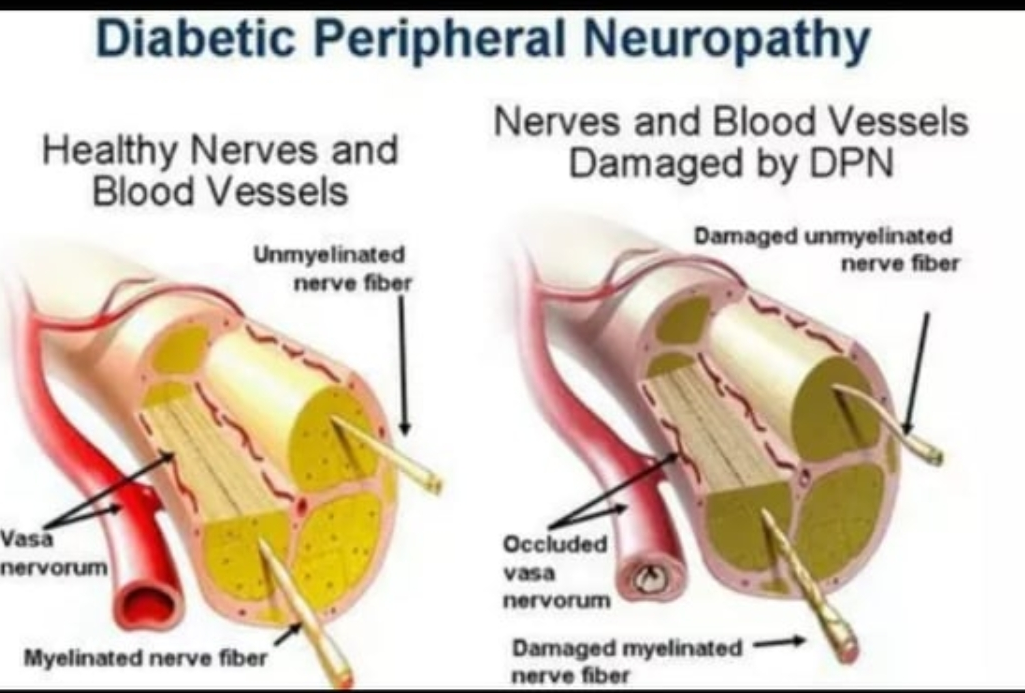 Diabetic Peripheral Neuropathy
Healthy Nerves and
Blood Vessels
Unmyelinated
nerve fiber
Vasa
nervorum
Myelinated nerve fiber
Nerves and Blood Vessels
Damaged by DPN
Damaged unmyelinated
nerve fiber
Occluded
vasa
nervorum
Damaged myelinated
nerve fiber